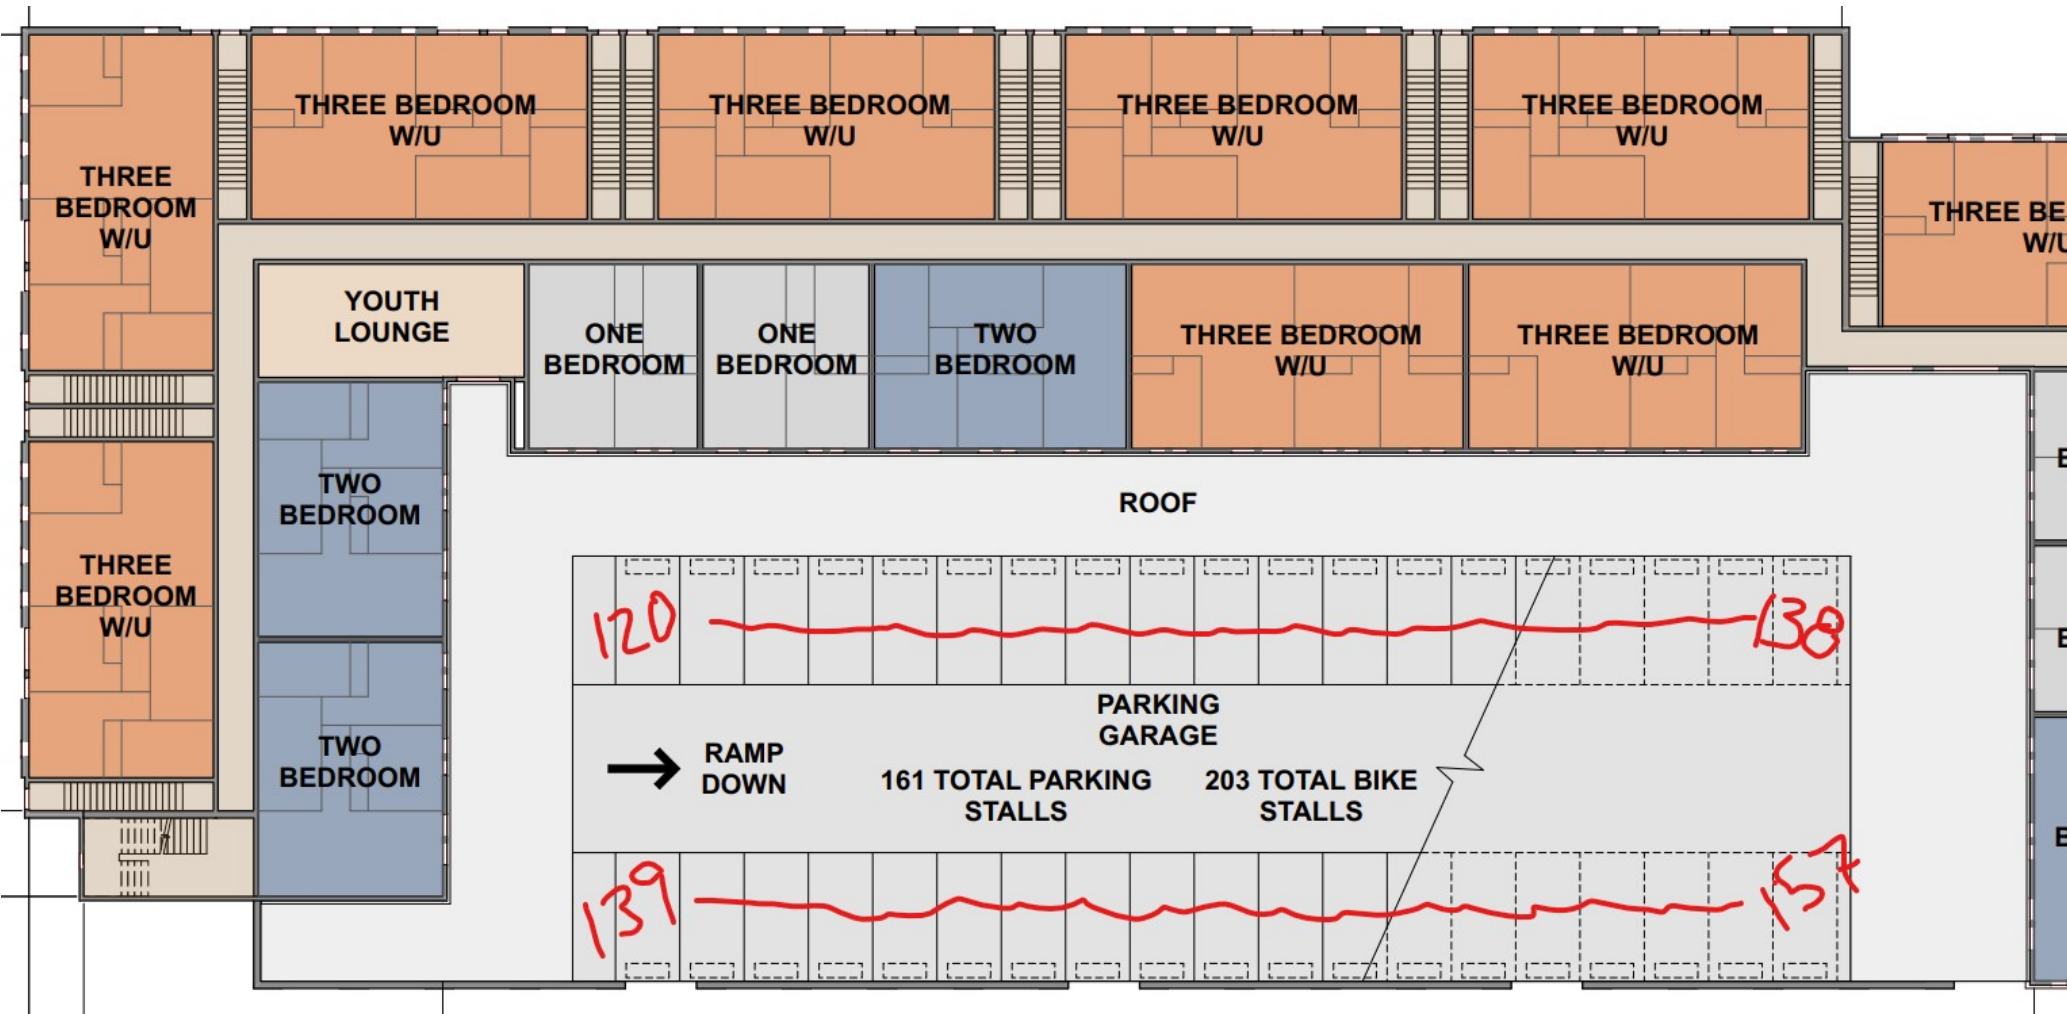 THREE BEDROOM
W/U
THREE BEDROOM
W/U
THREE BEDROOM
W/U
THREE BEDROOM
W/U
THREE
BEDROOM
W/U
THREE BE
W/U
YOUTH
LOUNGE
ONE
BEDROOM
ONE
BEDROOM
TWO
BEDROOM
THREE BEDROOM
W/U
THREE BEDROOM
W/U
TWO
BEDROOM
ROOF
THREE
BEDROOM
W/U
120
138
PARKING
GARAGE
TWO
BEDROOM
RAMP
DOWN
161 TOTAL PARKING
STALLS
203 TOTAL BIKE
STALLS
139
157